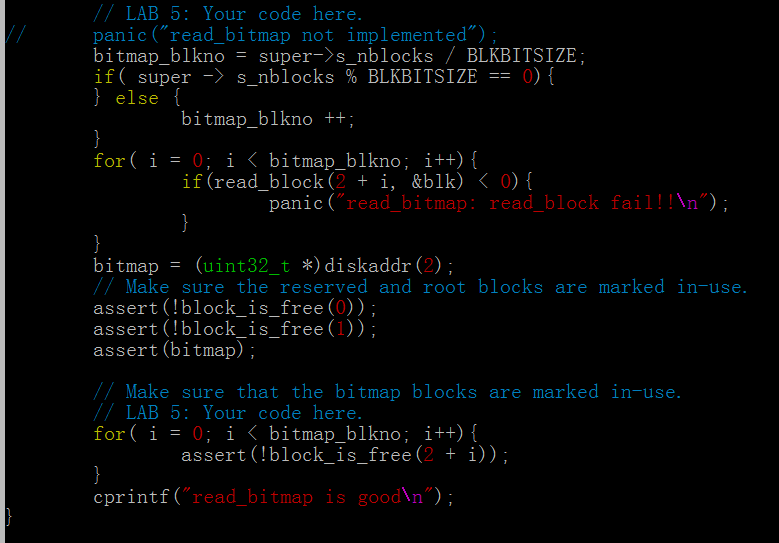 // LAB 5: Your code here.
//      panic("read_bitmap not implemented");
        bitmap_blkno = super->s_nblocks / BLKBITSIZE;
        if( super -> s_nblocks % BLKBITSIZE == 0){
        } else {
                bitmap_blkno ++;
        }
        for( i = 0; i < bitmap_blkno; i++){
                if(read_block(2 + i, &blk) < 0){
                        panic("read_bitmap: read_block fail!!\n");
                }
        }
        bitmap = (uint32_t *)diskaddr(2);
        // Make sure the reserved and root blocks are marked in-use.
        assert(!block_is_free(0));
        assert(!block_is_free(1));
        assert(bitmap);

        // Make sure that the bitmap blocks are marked in-use.
        // LAB 5: Your code here.
        for( i = 0; i < bitmap_blkno; i++){
                assert(!block_is_free(2 + i));
        }
        cprintf("read_bitmap is good\n");
}